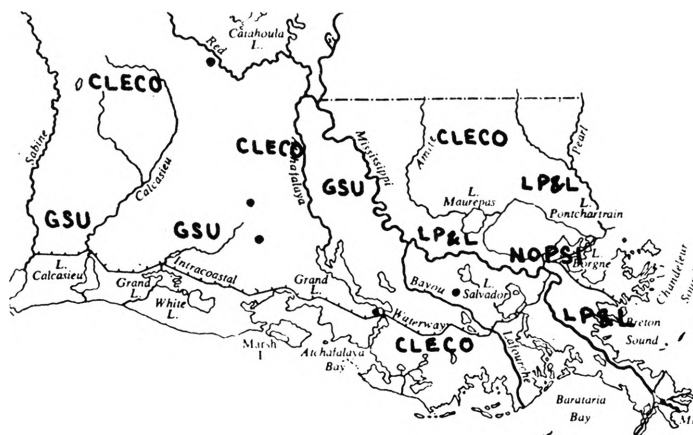 Catahoula
L.
Red
CLECO
Sabine
Calcasieu
CLECO
Atchafalaya
Mississippi
Amite
CLECO
Pearl
GSU
GSU
GSU
LP&L
L.
Maurepas
L.
Pontchartrain
LP&L
NOPSI
L.
Borgne
Chandeleur
L.
Calcasieu
Intracoastal
Grand
L.
White
L.
Grand
L.
Bayou
L.
Salvador
LP&L
Breton
Sound
Marsh
I
Atchafalaya
Bay
Waterway
CLECO
Lafourche
Barataria
Bay